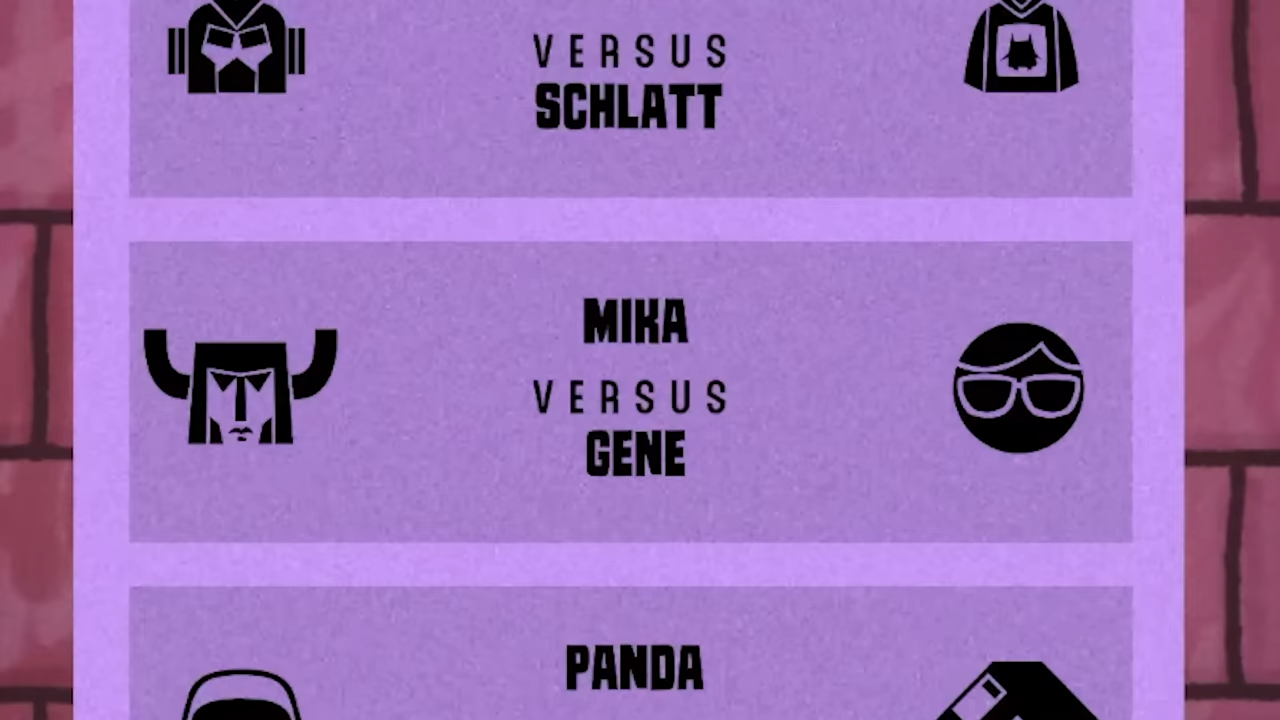 VERSUS
SCHLATT
MIKA
VERSUS
GENE
PANDA